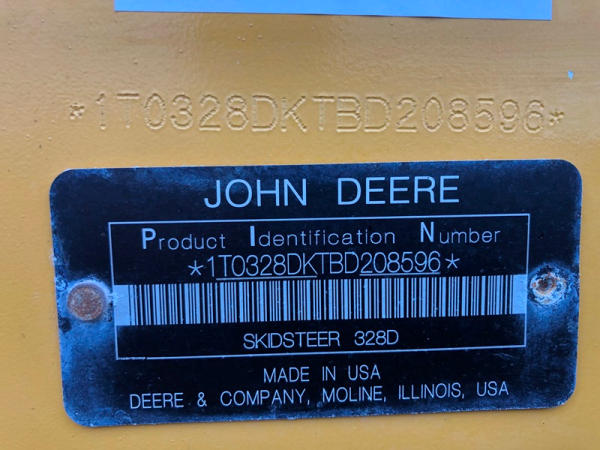 *1T0328DKTBD208596*
JOHN DEERE
Product Identification Number
*1T0328DKTBD208596*
SKIDSTEER 328D
MADE IN USA
DEERE & COMPANY, MOLINE, ILLINOIS, USA